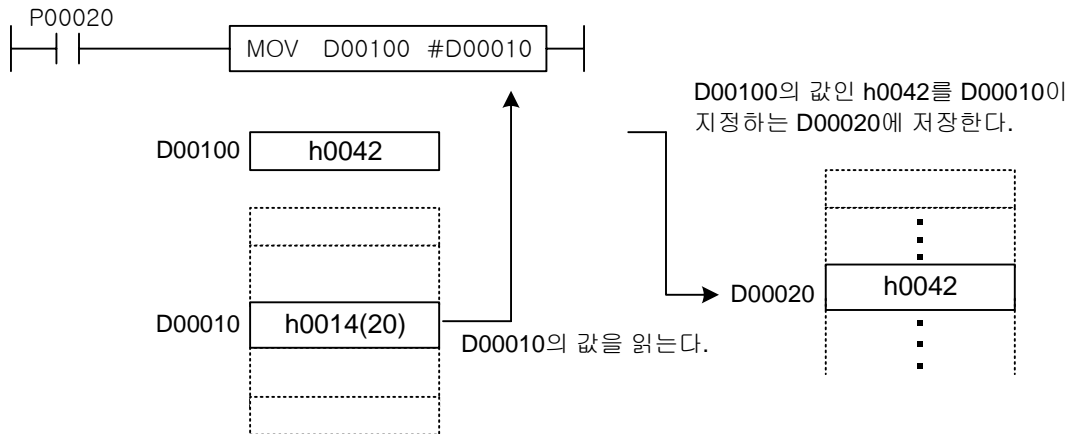 P00020
MOV D00100 #D00010
D00100의 값인 h0042를 D00010이
지정하는 D00020에 저장한다.
D00100 h0042
D00020 h0042
D00010 h0014(20)
D00010의 값을 읽는다.